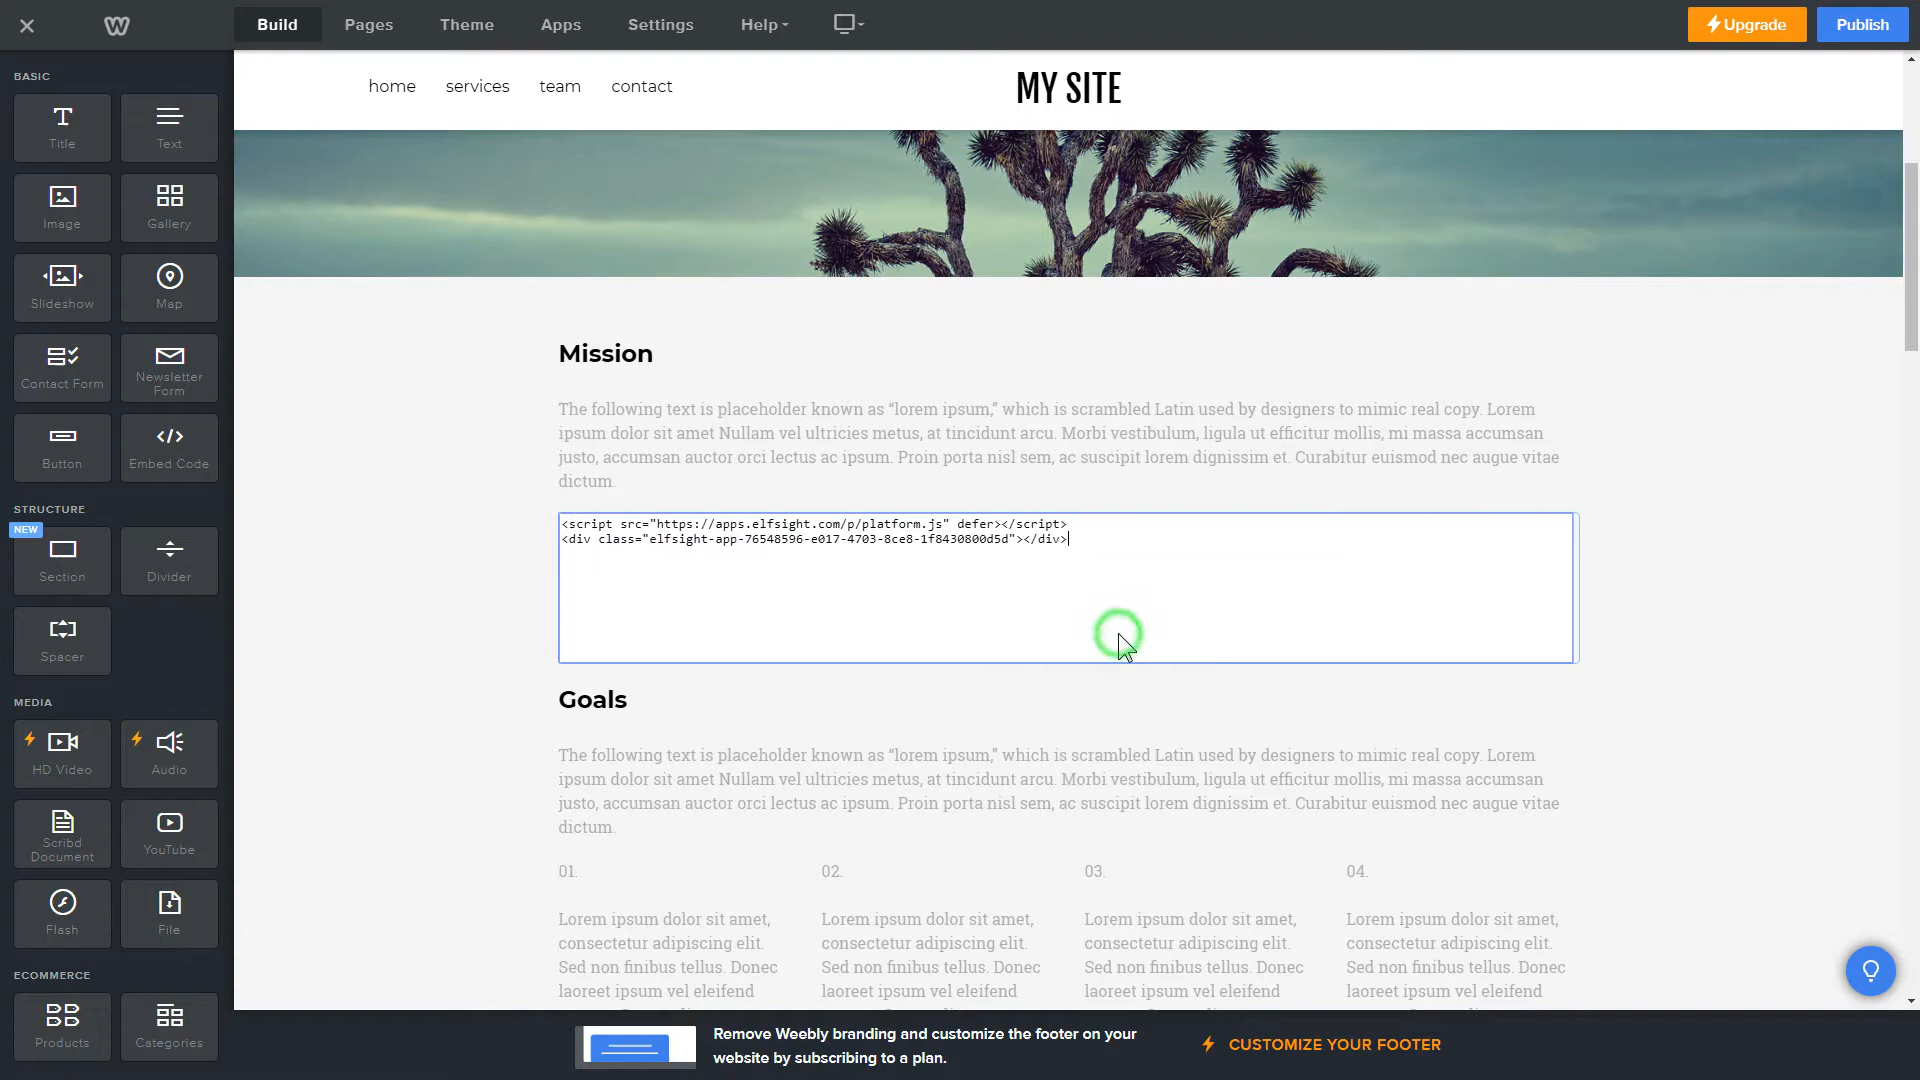 Build
Pages
Theme
Apps
Settings
Help
Upgrade
Publish
BASIC
Title
Text
Image
Gallery
Slideshow
Map
Contact Form
Newsletter
Form
Button
Embed Code
STRUCTURE
NEW
Section
Divider
Spacer
MEDIA
HD Video
Audio
Scribd
Document
YouTube
Flash
File
ECOMMERCE
Products
Categories
home
services
team
contact
MY SITE
Mission
The following text is placeholder known as “lorem ipsum,” which is scrambled Latin used by designers to mimic real copy. Lorem
ipsum dolor sit amet Nullam vel ultricies metus, at tincidunt arcu. Morbi vestibulum, ligula ut efficitur mollis, mi massa accumsan
justo, accumsan auctor orci lectus ac ipsum. Proin porta nisl sem, ac suscipit lorem dignissim et. Curabitur euismod nec augue vitae
dictum.
<script src="https://apps.elfsight.com/p/platform.js" defer></script>
<div class="elfsight-app-76548596-e017-4703-8ce8-1f8430800d5d"></div>
Goals
The following text is placeholder known as “lorem ipsum,” which is scrambled Latin used by designers to mimic real copy. Lorem
ipsum dolor sit amet Nullam vel ultricies metus, at tincidunt arcu. Morbi vestibulum, ligula ut efficitur mollis, mi massa accumsan
justo, accumsan auctor orci lectus ac ipsum. Proin porta nisl sem, ac suscipit lorem dignissim et. Curabitur euismod nec augue vitae
dictum.
01.
Lorem ipsum dolor sit amet,
consectetur adipiscing elit.
Sed non finibus tellus. Donec
laoreet ipsum vel eleifend
02.
Lorem ipsum dolor sit amet,
consectetur adipiscing elit.
Sed non finibus tellus. Donec
laoreet ipsum vel eleifend
03.
Lorem ipsum dolor sit amet,
consectetur adipiscing elit.
Sed non finibus tellus. Donec
laoreet ipsum vel eleifend
04.
Lorem ipsum dolor sit amet,
consectetur adipiscing elit.
Sed non finibus tellus. Donec
laoreet ipsum vel eleifend
Remove Weebly branding and customize the footer on your
website by subscribing to a plan.
CUSTOMIZE YOUR FOOTER